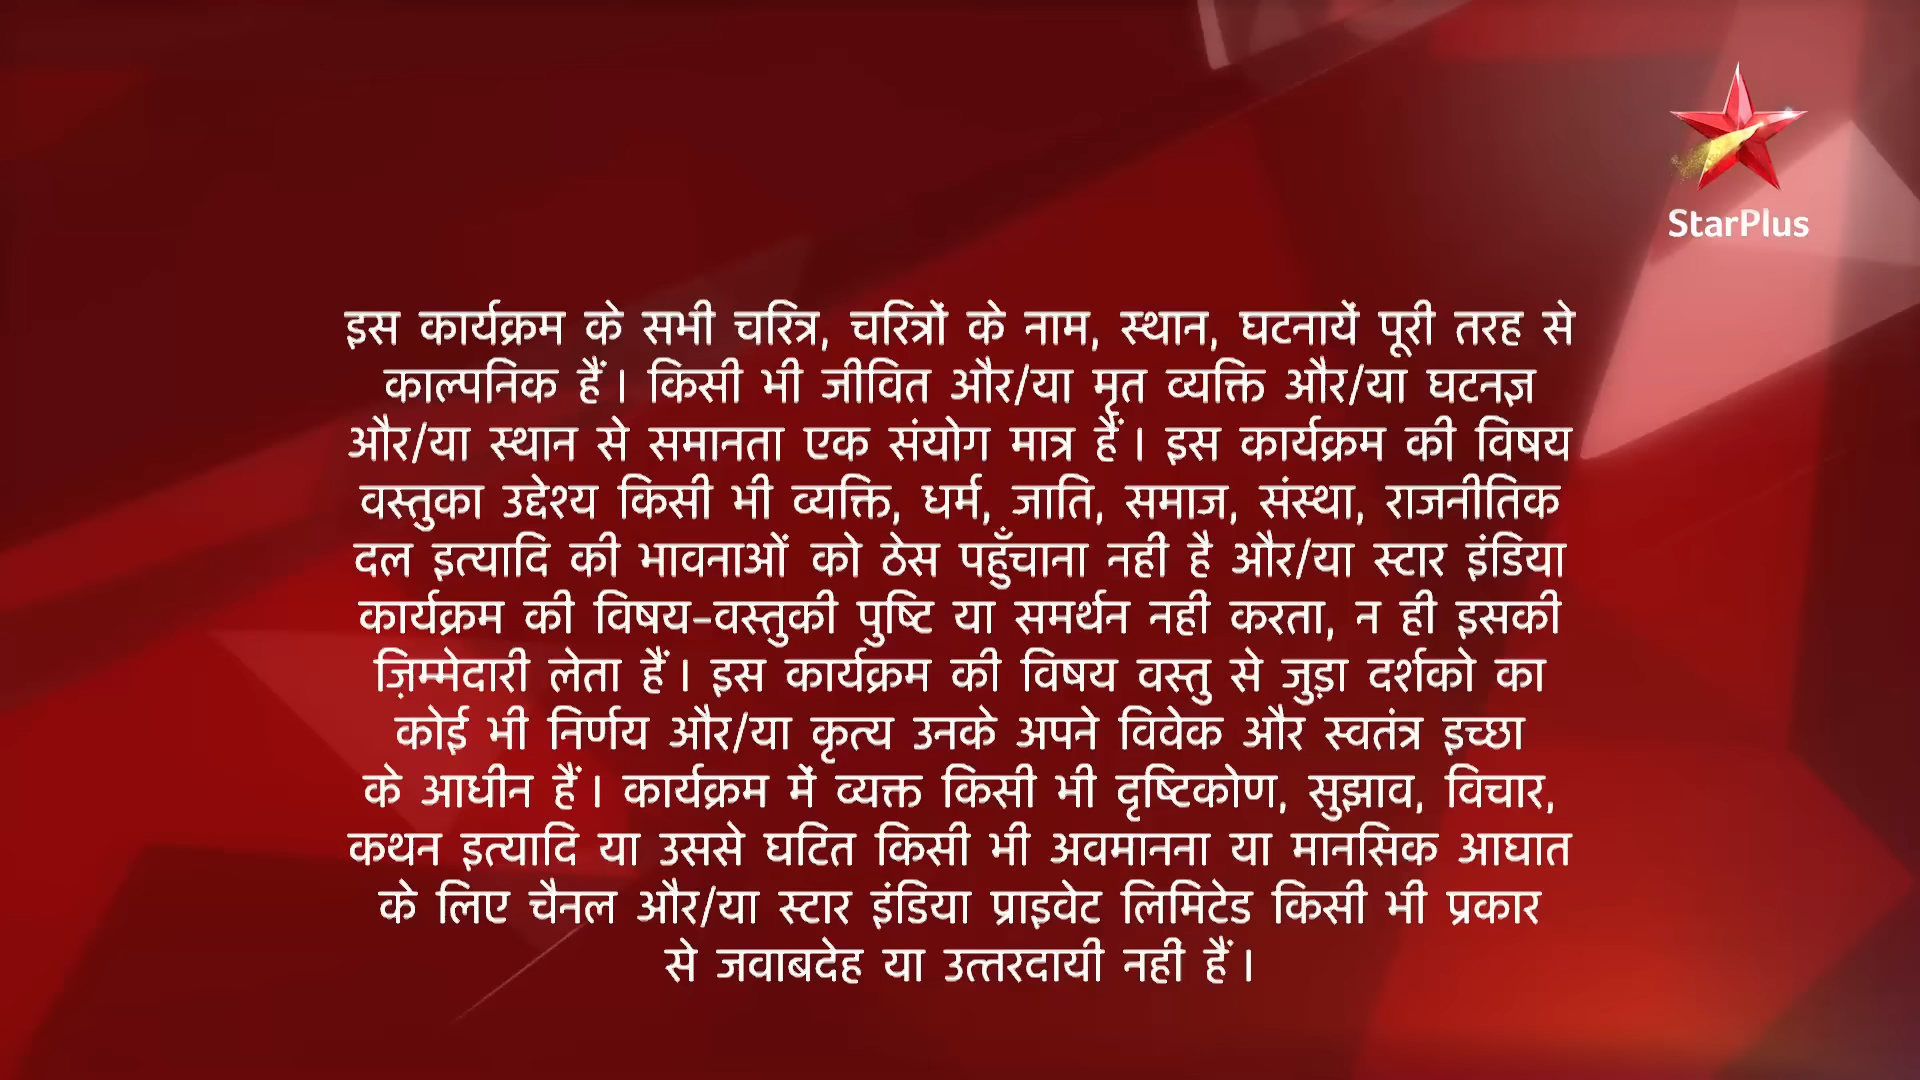 StarPlus
इस कार्यक्रम के सभी चरित्र, चरित्रों के नाम, स्थान, घटनायें पूरी तरह से
काल्पनिक हैं। किसी भी जीवित और/या मृत व्यक्ति और/या घटनज्ञ
और/या स्थान से समानता एक संयोग मात्र हैं। इस कार्यक्रम की विषय
वस्तुका उद्देश्य किसी भी व्यक्ति, धर्म, जाति, समाज, संस्था, राजनीतिक
दल इत्यादि की भावनाओं को ठेस पहुँचाना नही है और/या स्टार इंडिया
कार्यक्रम की विषय-वस्तुकी पुष्टि या समर्थन नही करता, न ही इसकी
ज़िम्मेदारी लेता हैं। इस कार्यक्रम की विषय वस्तु से जुड़ा दर्शको का
कोई भी निर्णय और/या कृत्य उनके अपने विवेक और स्वतंत्र इच्छा
के आधीन हैं। कार्यक्रम में व्यक्त किसी भी दृष्टिकोण, सुझाव, विचार,
कथन इत्यादि या उससे घटित किसी भी अवमानना या मानसिक आघात
के लिए चैनल और/या स्टार इंडिया प्राइवेट लिमिटेड किसी भी प्रकार
से जवाबदेह या उत्तरदायी नही हैं।